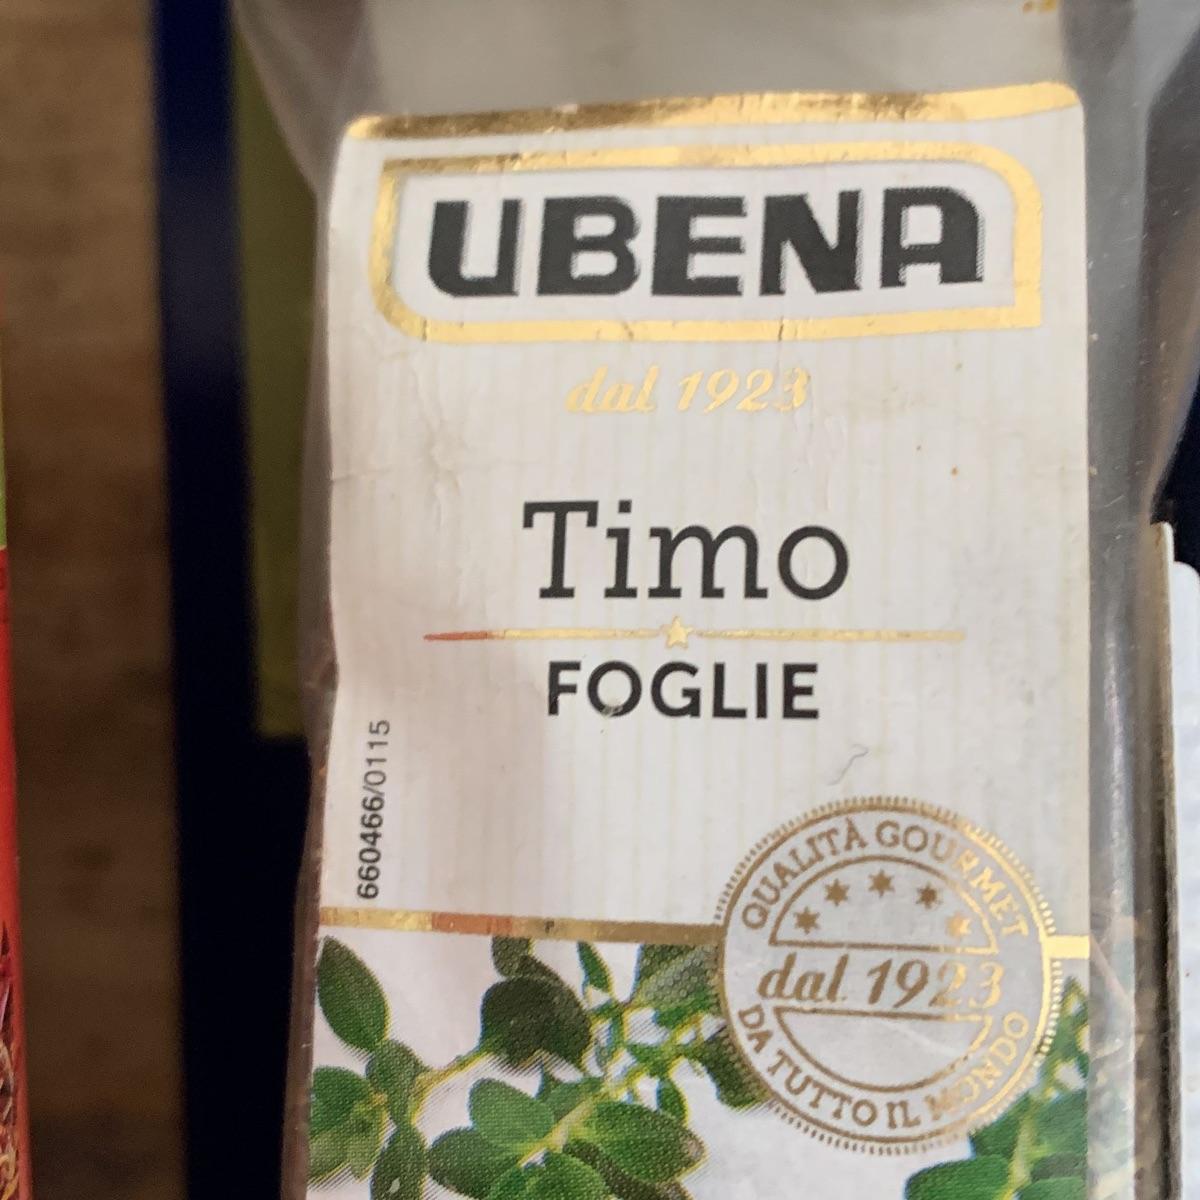 UBENA
dal 1923
Timo
FOGLIE
660466/0115
QUALITÀ GOURMET
dal 1923
DA TUTTO IL MONDO